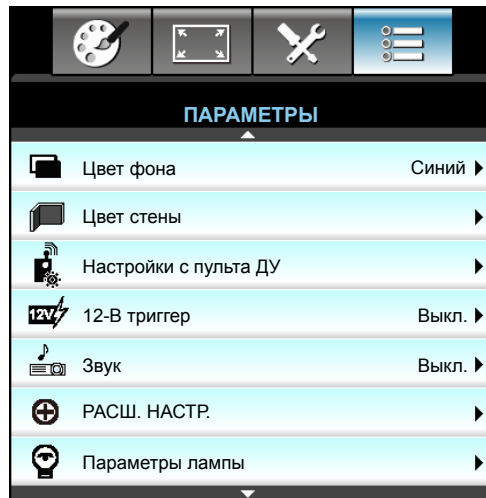 ПАРАМЕТРЫ
Цвет фона Синий
Цвет стены
Настройки с пульта ДУ
12V 12-В триггер Выкл.
Звук Выкл.
РАСШ. НАСТР.
Параметры лампы